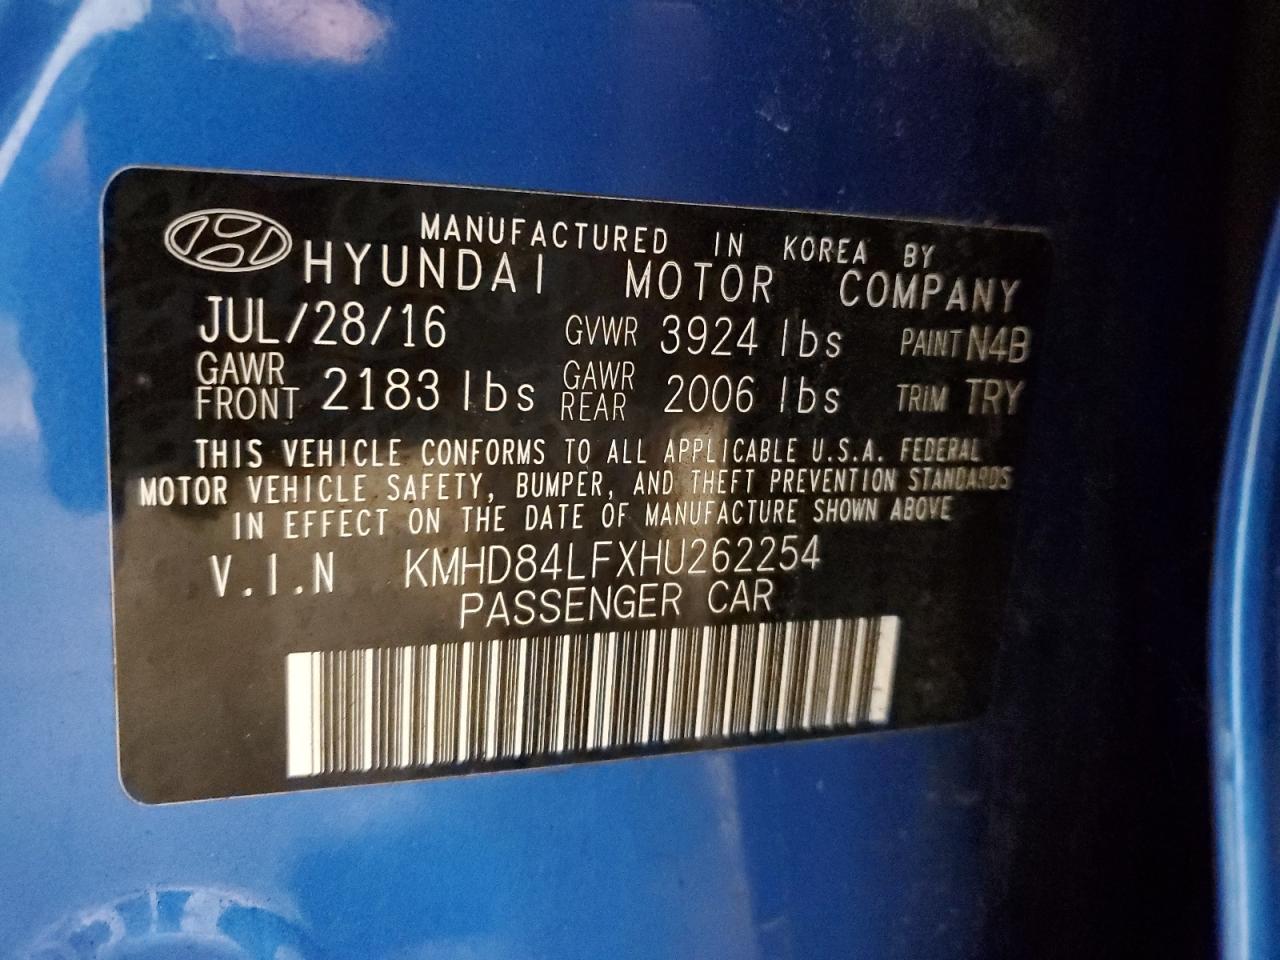 MANUFACTURED IN KOREA BY
HYUNDAI MOTOR COMPANY
JUL/28/16 GVWR 3924 lbs PAINT N4B
GAWR FRONT 2183 lbs GAWR REAR 2006 lbs TRIM TRY
THIS VEHICLE CONFORMS TO ALL APPLICABLE U.S.A. FEDERAL
MOTOR VEHICLE SAFETY, BUMPER, AND THEFT PREVENTION STANDARDS
IN EFFECT ON THE DATE OF MANUFACTURE SHOWN ABOVE
V.I.N KMHD84LFXHU262254
PASSENGER CAR